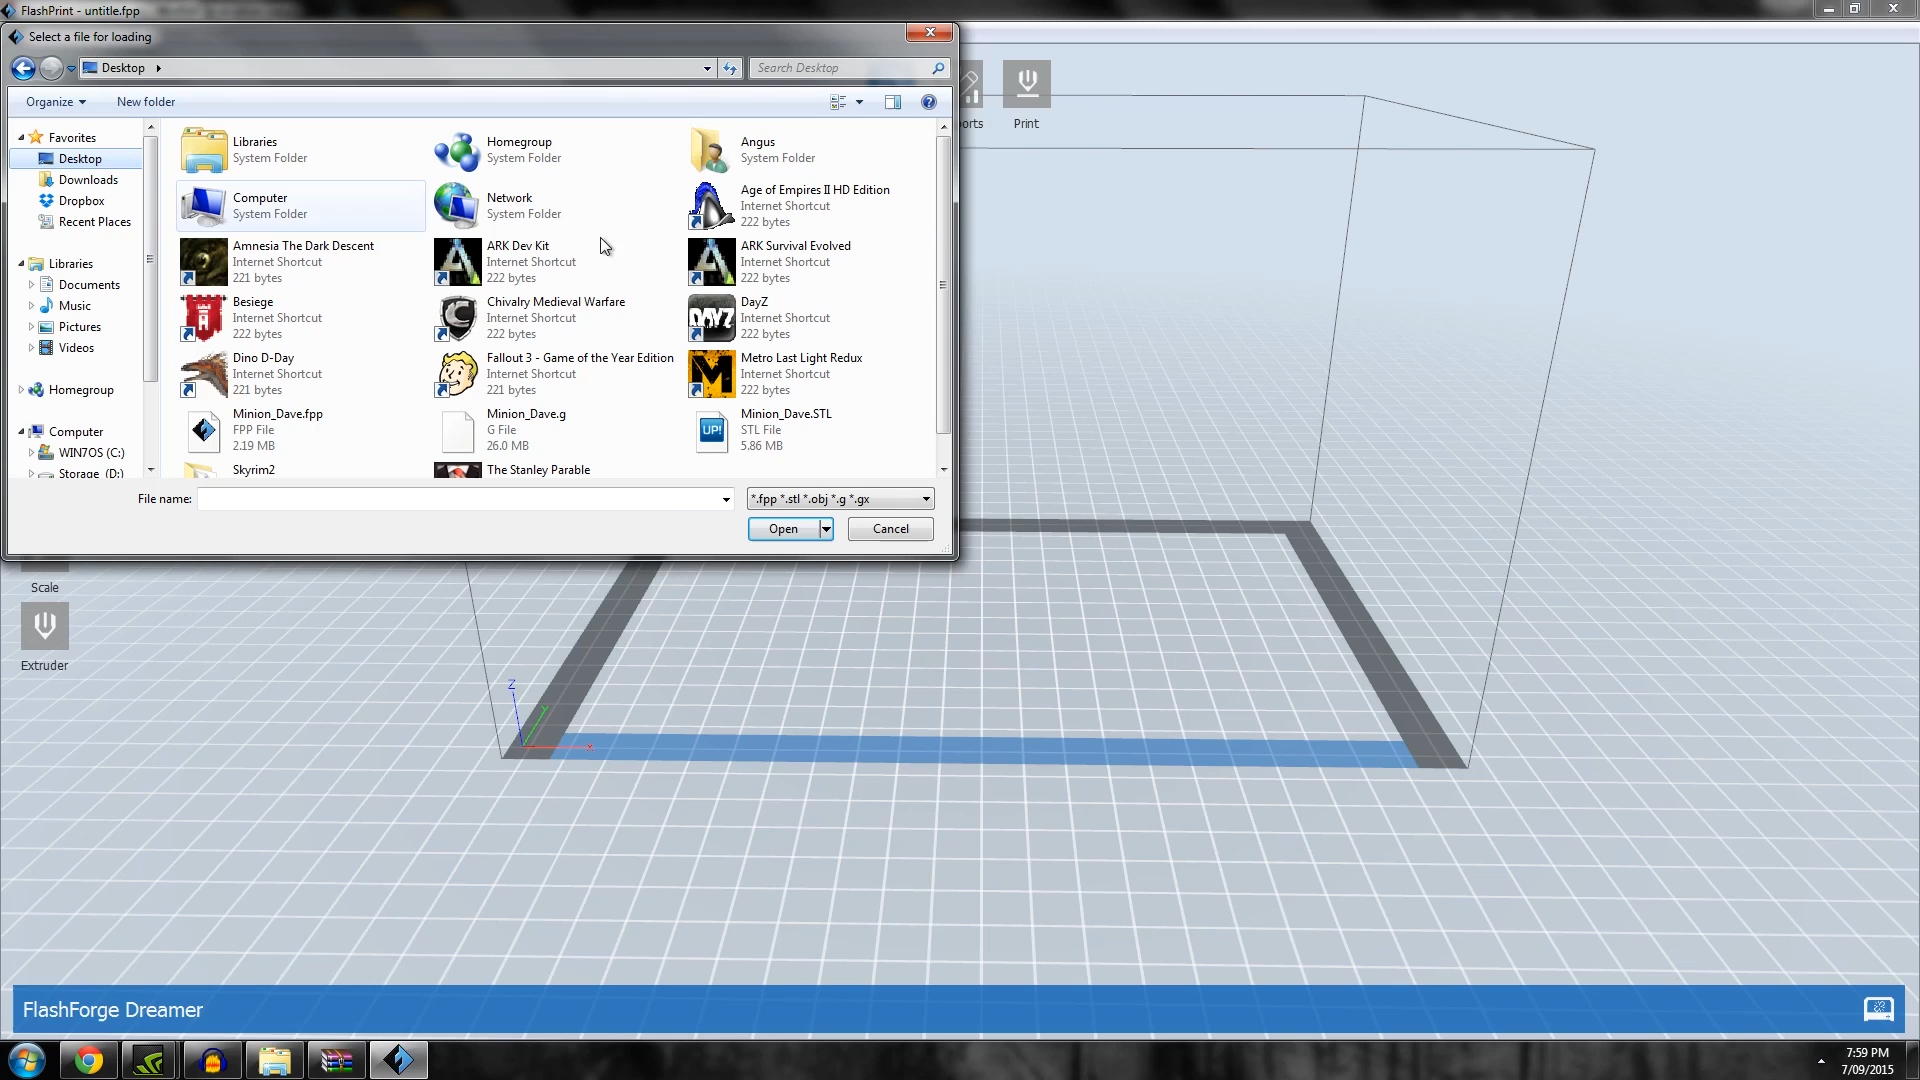 FlashPrint - untitle.fpp
Select a file for loading
Desktop
Search Desktop
Organize
New folder
Print
Favorites
Desktop
Downloads
Dropbox
Recent Places
Libraries
Documents
Music
Pictures
Videos
Homegroup
Computer
WIN7OS (C:)
Storage (D:)
Libraries
System Folder
Homegroup
System Folder
Angus
System Folder
Computer
System Folder
Network
System Folder
Age of Empires II HD Edition
Internet Shortcut
222 bytes
Amnesia The Dark Descent
Internet Shortcut
221 bytes
ARK Dev Kit
Internet Shortcut
222 bytes
ARK Survival Evolved
Internet Shortcut
222 bytes
Besiege
Internet Shortcut
222 bytes
Chivalry Medieval Warfare
Internet Shortcut
222 bytes
DAYZ
DayZ
Internet Shortcut
222 bytes
Dino D-Day
Internet Shortcut
221 bytes
Fallout 3 - Game of the Year Edition
Internet Shortcut
221 bytes
Metro Last Light Redux
Internet Shortcut
222 bytes
Minion_Dave.fpp
FPP File
2.19 MB
Minion_Dave.g
G File
26.0 MB
UP!
Minion_Dave.STL
STL File
5.86 MB
Skyrim2
The Stanley Parable
File name:
*.fpp *.stl *.obj *.g *.gx
Open
Cancel
Scale
Extruder
Z
Y
X
FlashForge Dreamer
7:59 PM
7/09/2015